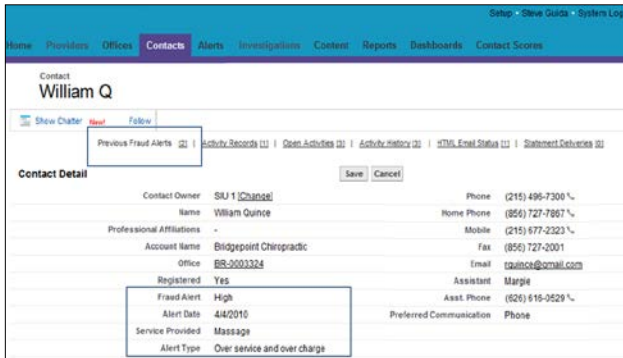 Setup · Steve Guida · System Log
Home Providers Offices Contacts Alerts Investigations Content Reports Dashboards Contact Scores
Contact
William Q
Show Chatter New! Follow
Previous Fraud Alerts [2] | Activity Records [1] | Open Activities [3] | Activity History [3] | HTML Email Status [1] | Statement Deliveries [0]
Contact Detail Save Cancel
Contact Owner SIU 1 [Change] Phone (215) 496-7300
Name William Quince Home Phone (856) 727-7867
Professional Affiliations - Mobile (215) 677-2323
Account Name Bridgepoint Chiropractic Fax (856) 727-2001
Office BR-0003324 Email rquince@gmail.com
Registered Yes Assistant Margie
Fraud Alert High Asst. Phone (626) 616-0529
Alert Date 4/4/2010 Preferred Communication Phone
Service Provided Massage
Alert Type Over service and over charge